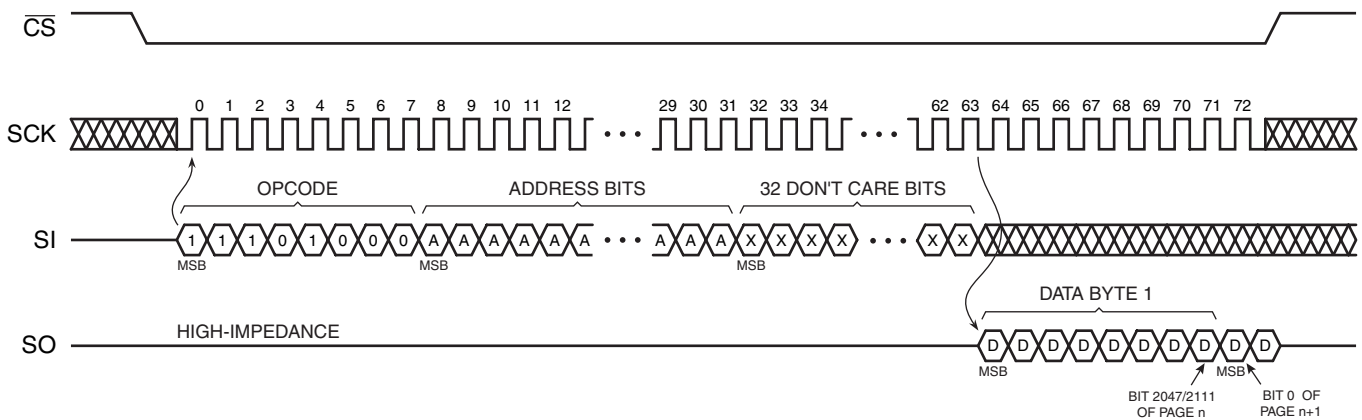 CS
0 1 2 3 4 5 6 7 8 9 10 11 12 29 30 31 32 33 34 62 63 64 65 66 67 68 69 70 71 72
SCK
OPCODE ADDRESS BITS 32 DON'T CARE BITS
SI 1 1 1 0 1 0 0 0 A A A A A A A A A X X X X X X
MSB MSB MSB
DATA BYTE 1
HIGH-IMPEDANCE
SO D D D D D D D D D D
MSB MSB
BIT 2047/2111 OF PAGE n
BIT 0 OF PAGE n+1